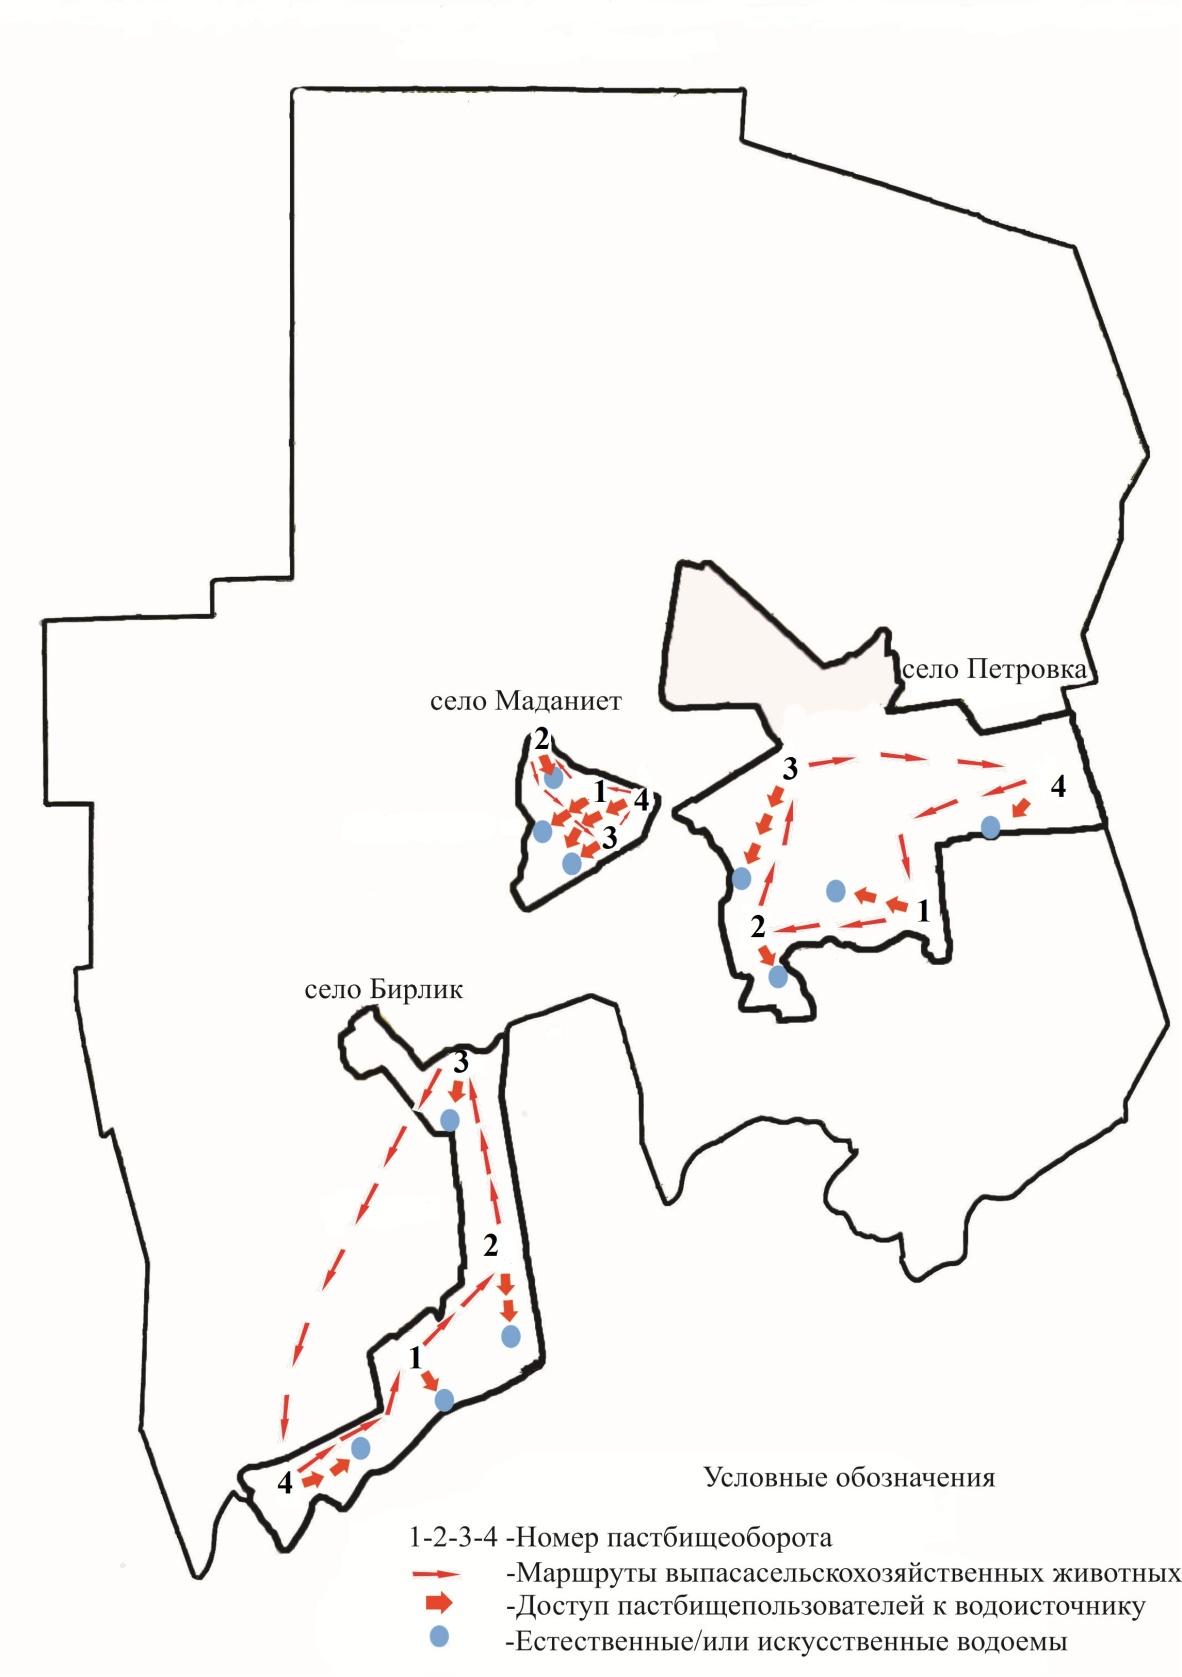 село Петровка
село Маданиет
2
3
4
1
4
3
1
2
село Бирлик
3
2
1
4
Условные обозначения
1-2-3-4 -Номер пастбищеоборота
-Маршруты выпасасельскохозяйственных животных
-Доступ пастбищепользователей к водоисточнику
-Естественные/или искусственные водоемы